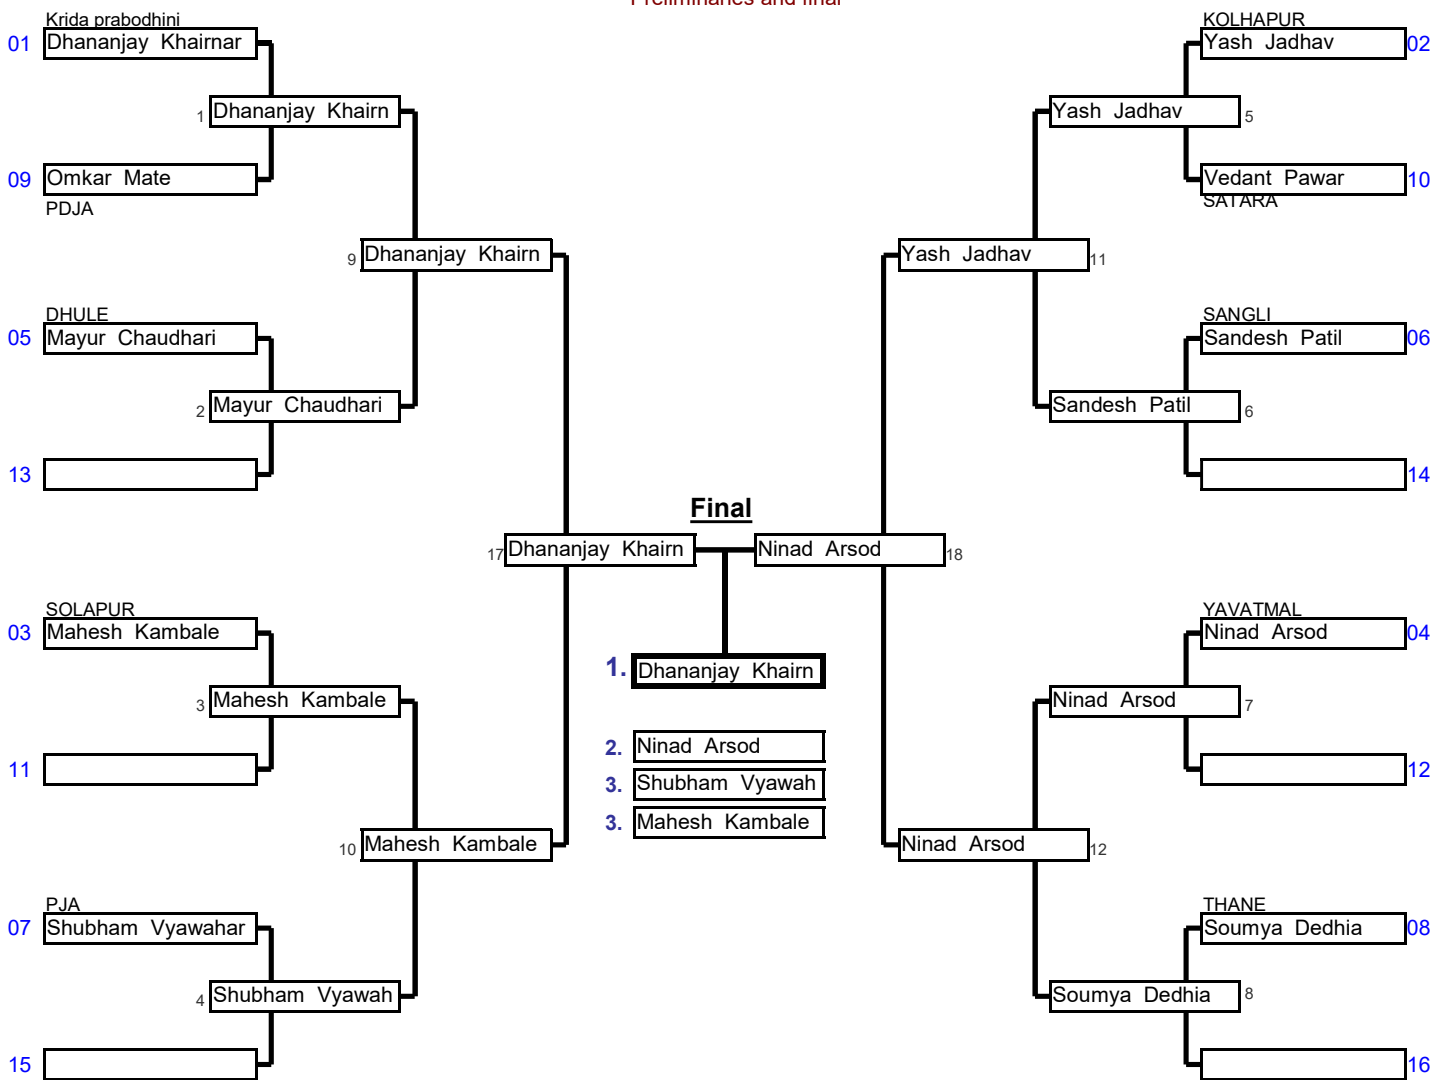 Preliminaries and final
Krida prabodhini
KOLHAPUR
01 Dhananjay Khairnar
Yash Jadhav 02
1 Dhananjay Khairn
Yash Jadhav 5
09 Omkar Mate
Vedant Pawar 10
PDJA
SATARA
9 Dhananjay Khairn
Yash Jadhav 11
DHULE
SANGLI
05 Mayur Chaudhari
Sandesh Patil 06
2 Mayur Chaudhari
Sandesh Patil 6
13
14
Final
17 Dhananjay Khairn
Ninad Arsod 18
SOLAPUR
YAVATMAL
03 Mahesh Kambale
Ninad Arsod 04
1. Dhananjay Khairn
3 Mahesh Kambale
Ninad Arsod 7
2. Ninad Arsod
11
12
3. Shubham Vyawah
3. Mahesh Kambale
10 Mahesh Kambale
Ninad Arsod 12
PJA
THANE
07 Shubham Vyawahar
Soumya Dedhia 08
4 Shubham Vyawah
Soumya Dedhia 8
15
16